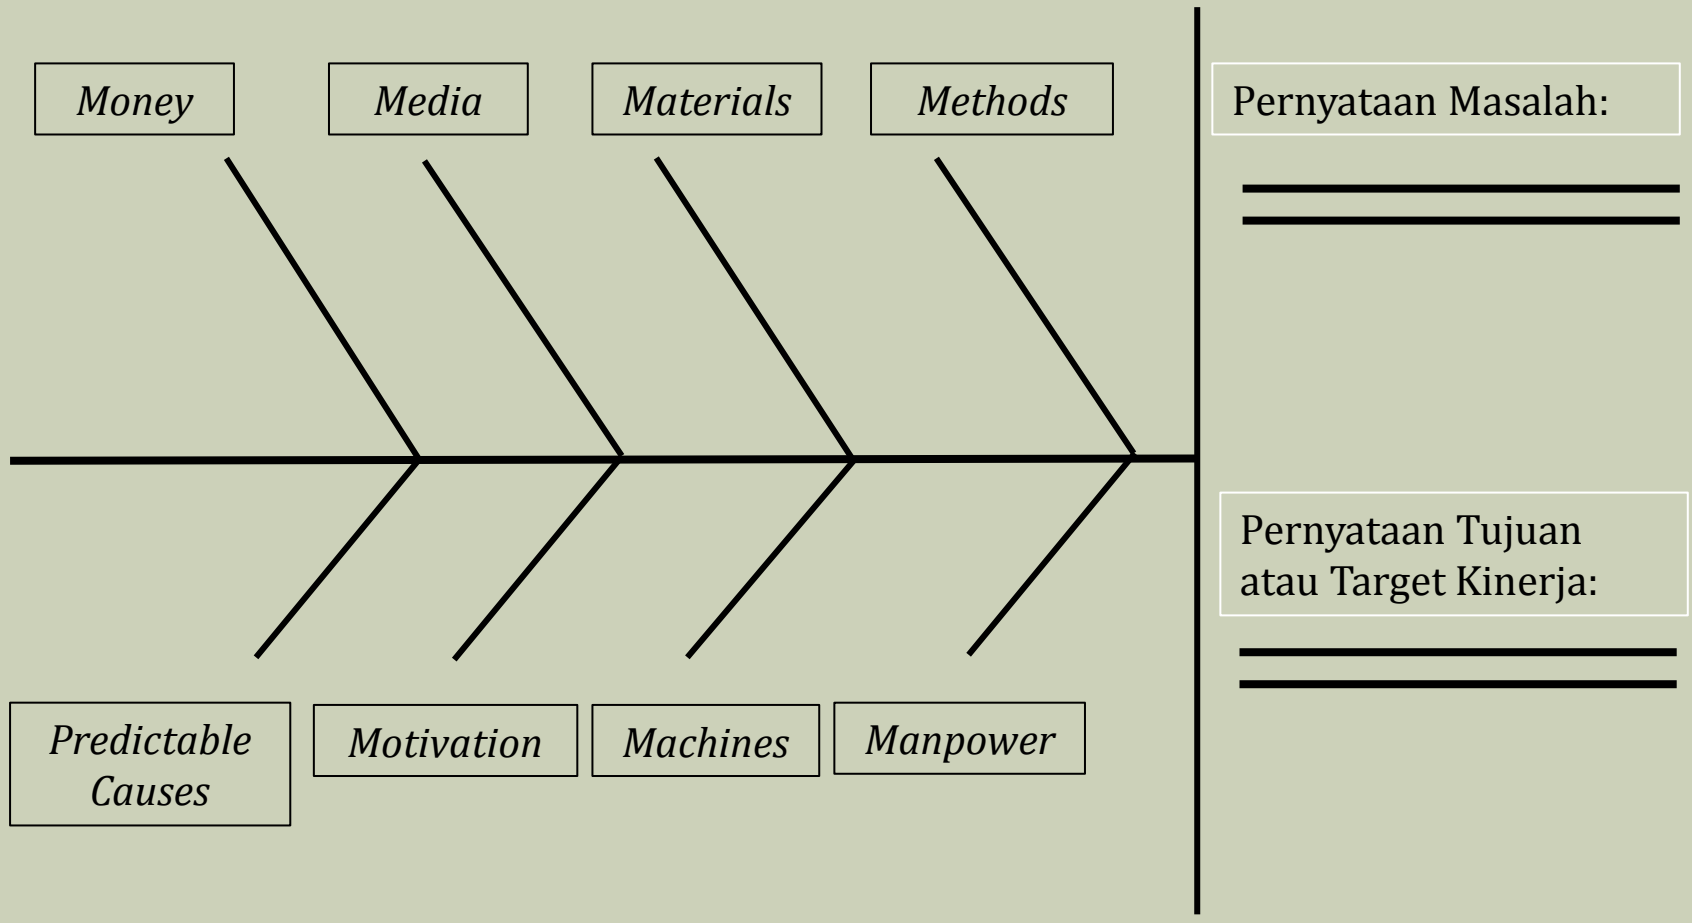 Money
Media
Materials
Methods
Pernyataan Masalah:
Pernyataan Tujuan
atau Target Kinerja:
Predictable
Causes
Motivation
Machines
Manpower